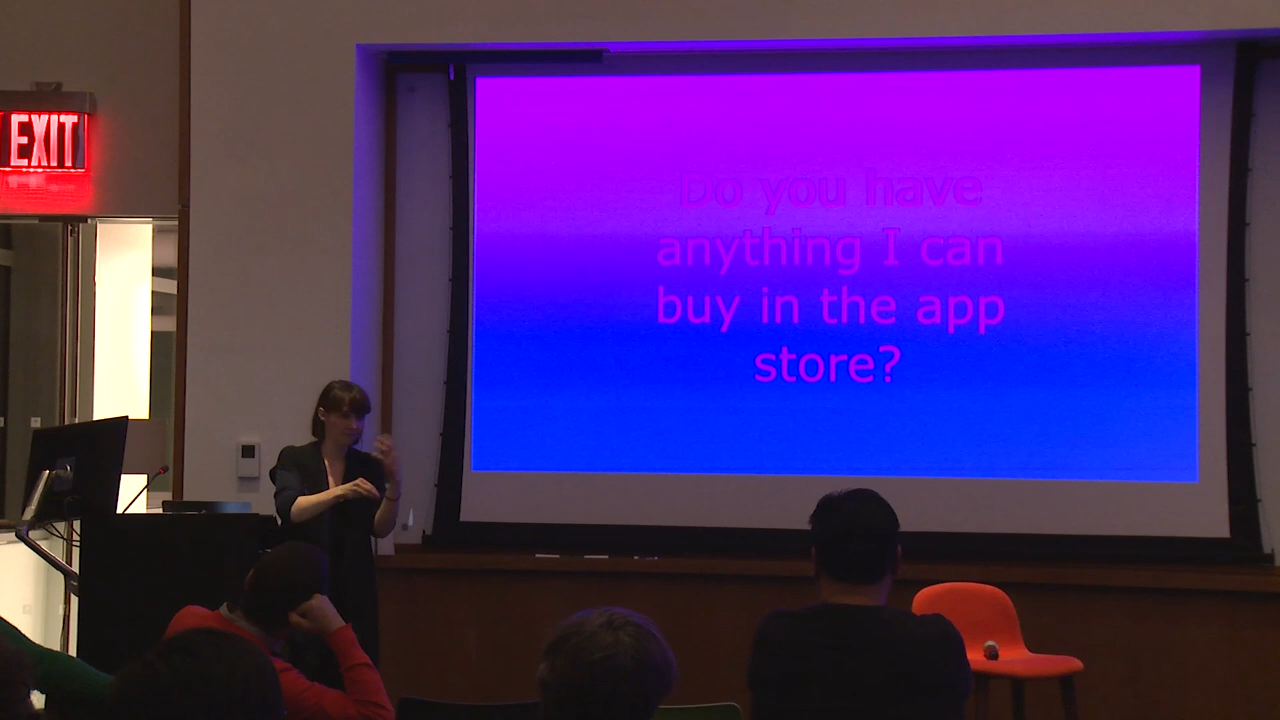 EXIT
Do you have
anything I can
buy in the app
store?